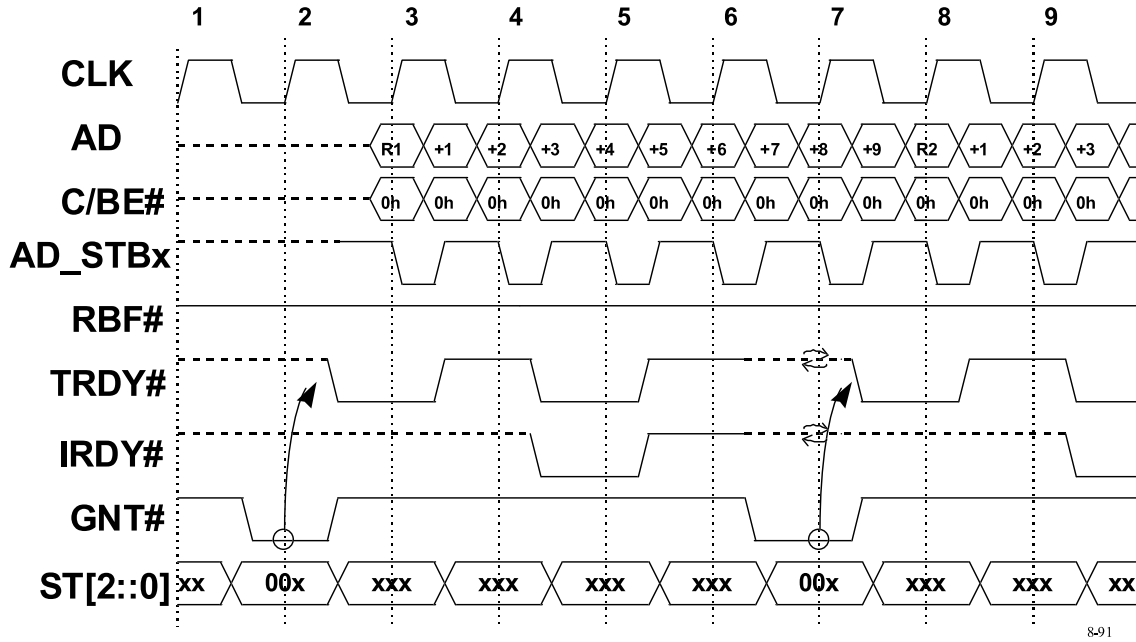 1 2 3 4 5 6 7 8 9
CLK
AD R1 +1 +2 +3 +4 +5 +6 +7 +8 +9 R2 +1 +2 +3
C/BE# 0h 0h 0h 0h 0h 0h 0h 0h 0h 0h 0h 0h 0h 0h
AD_STBx
RBF#
TRDY#
IRDY#
GNT#
ST[2::0] xx 00x xxx xxx xxx xxx 00x xxx xxx xx
8-91